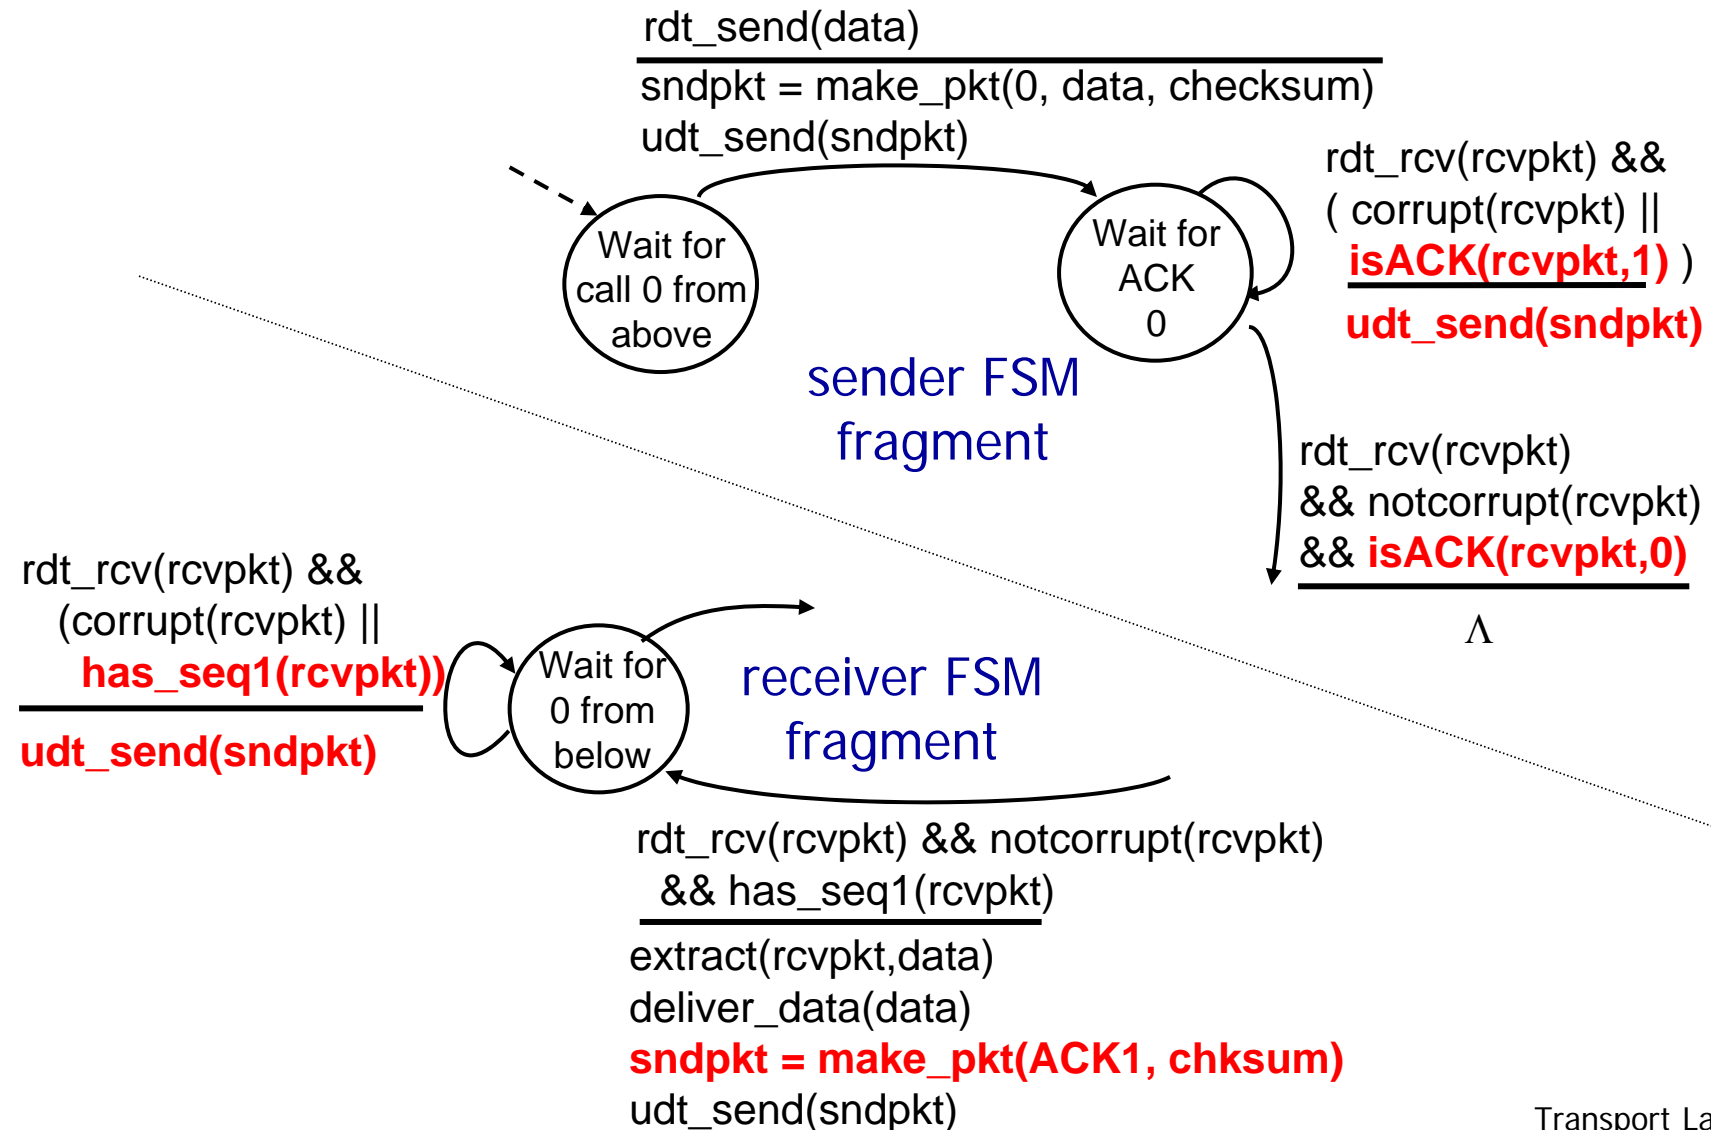 rdt_send(data)
sndpkt = make_pkt(0, data, checksum)
udt_send(sndpkt)
Wait for
call 0 from
above
Wait for
ACK
0
rdt_rcv(rcvpkt) &&
( corrupt(rcvpkt) ||
isACK(rcvpkt,1) )
udt_send(sndpkt)
sender FSM
fragment
rdt_rcv(rcvpkt)
&& notcorrupt(rcvpkt)
&& isACK(rcvpkt,0)
Λ
rdt_rcv(rcvpkt) &&
(corrupt(rcvpkt) ||
has_seq1(rcvpkt))
udt_send(sndpkt)
Wait for
0 from
below
receiver FSM
fragment
rdt_rcv(rcvpkt) && notcorrupt(rcvpkt)
&& has_seq1(rcvpkt)
extract(rcvpkt,data)
deliver_data(data)
sndpkt = make_pkt(ACK1, chksum)
udt_send(sndpkt)
Transport La